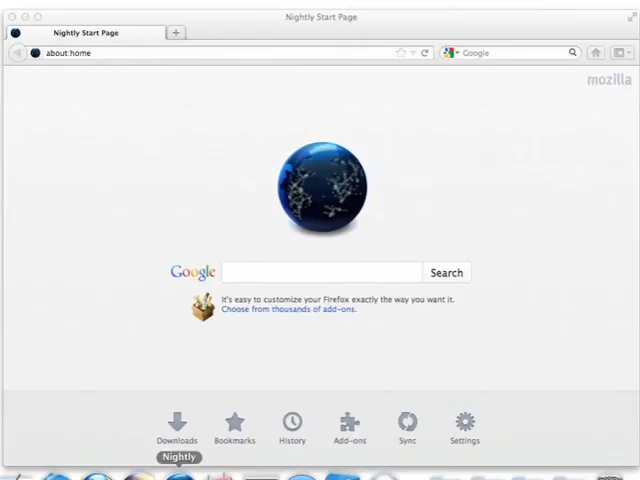 Nightly Start Page
Nightly Start Page
about:home
Google
mozilla
Google
Search
It's easy to customize your Firefox exactly the way you want it.
Choose from thousands of add-ons.
Downloads
Bookmarks
History
Add-ons
Sync
Settings
Nightly